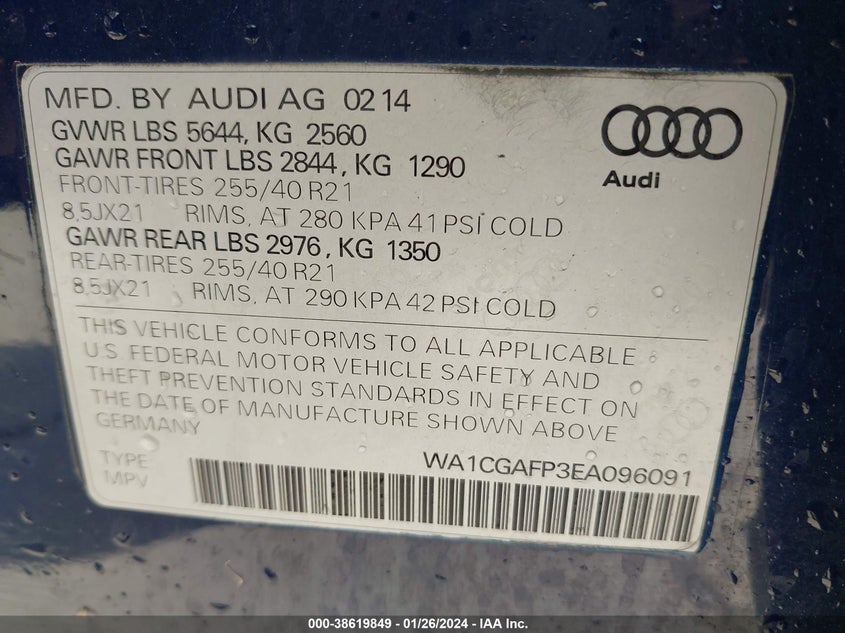 MFD. BY AUDI AG 02 14
GVWR LBS 5644, KG 2560
GAWR FRONT LBS 2844, KG 1290
FRONT-TIRES 255/40 R21
8,5JX21 RIMS, AT 280 KPA 41 PSI COLD
GAWR REAR LBS 2976, KG 1350
REAR-TIRES 255/40 R21
8,5JX21 RIMS, AT 290 KPA 42 PSI COLD
Audi
THIS VEHICLE CONFORMS TO ALL APPLICABLE
U.S. FEDERAL MOTOR VEHICLE SAFETY AND
THEFT PREVENTION STANDARDS IN EFFECT ON
THE DATE OF MANUFACTURE SHOWN ABOVE
GERMANY
TYPE WA1CGAFP3EA096091
MPV
000-38619849 - 01/26/2024 - IAA Inc.